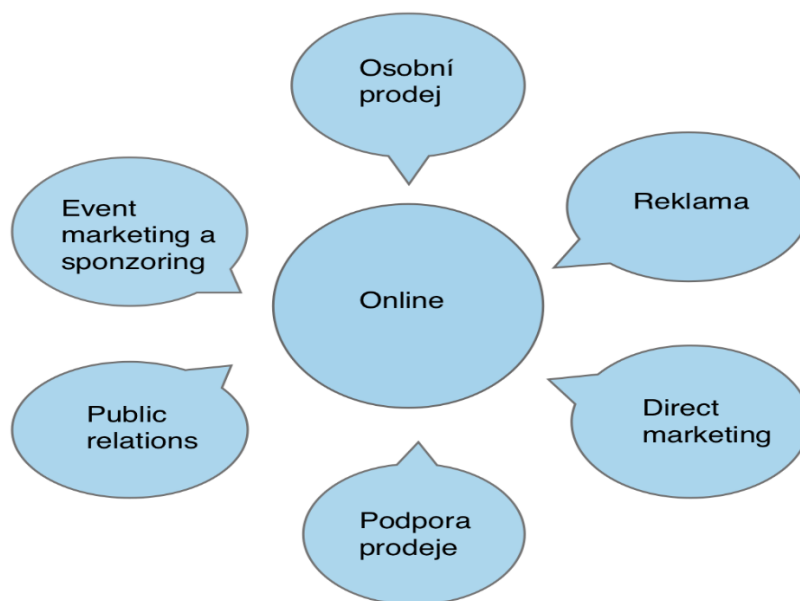 Osobní
prodej
Reklama
Event
marketing a
sponzoring
Online
Public
relations
Direct
marketing
Podpora
prodeje